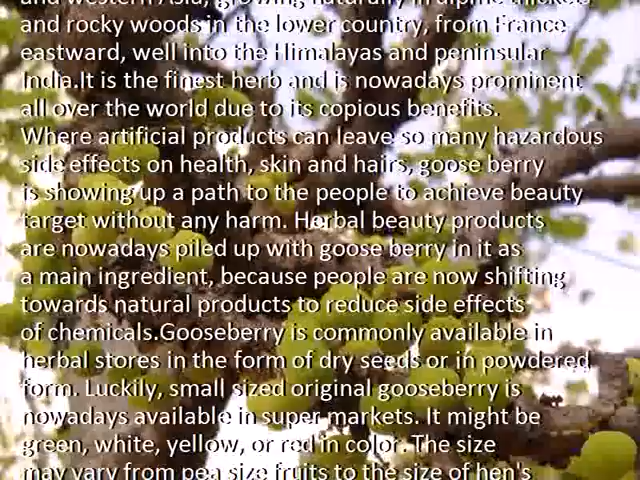 and western Asia, growing naturally in alpine thickets
and rocky woods in the lower country, from France
eastward, well into the Himalayas and peninsular
India.It is the finest herb and is nowadays prominent
all over the world due to its copious benefits.
Where artificial products can leave so many hazardous
side effects on health, skin and hairs, goose berry
is showing up a path to the people to achieve beauty
target without any harm. Herbal beauty products
are nowadays piled up with goose berry in it as
a main ingredient, because people are now shifting
towards natural products to reduce side effects
of chemicals.Gooseberry is commonly available in
herbal stores in the form of dry seeds or in powdered
form. Luckily, small sized original gooseberry is
nowadays available in super markets. It might be
green, white, yellow, or red in color. The size
may vary from pea size fruits to the size of hen's